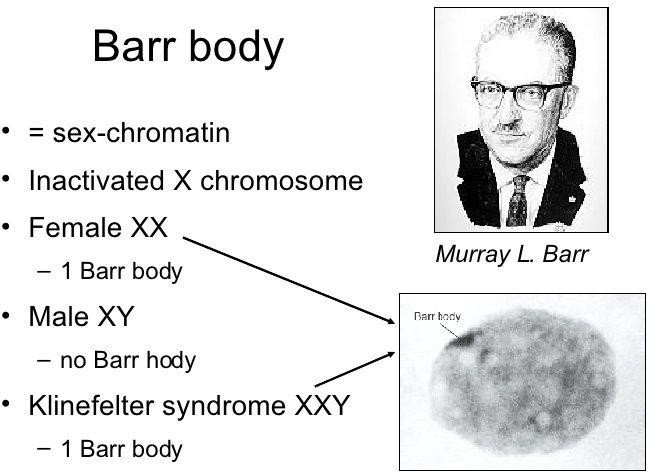 Barr body
• = sex-chromatin
• Inactivated X chromosome
• Female XX
– 1 Barr body
• Male XY
– no Barr hody
• Klinefelter syndrome XXY
– 1 Barr body
Murray L. Barr
Barr body